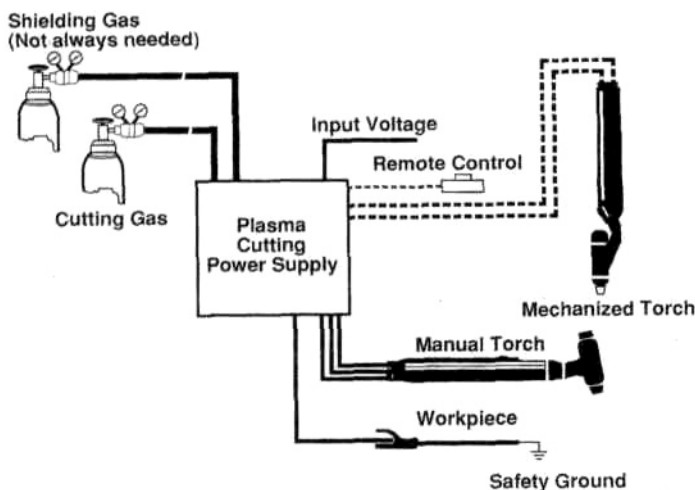 Shielding Gas
(Not always needed)
Input Voltage
Remote Control
Cutting Gas
Plasma
Cutting
Power Supply
Mechanized Torch
Manual Torch
Workpiece
Safety Ground